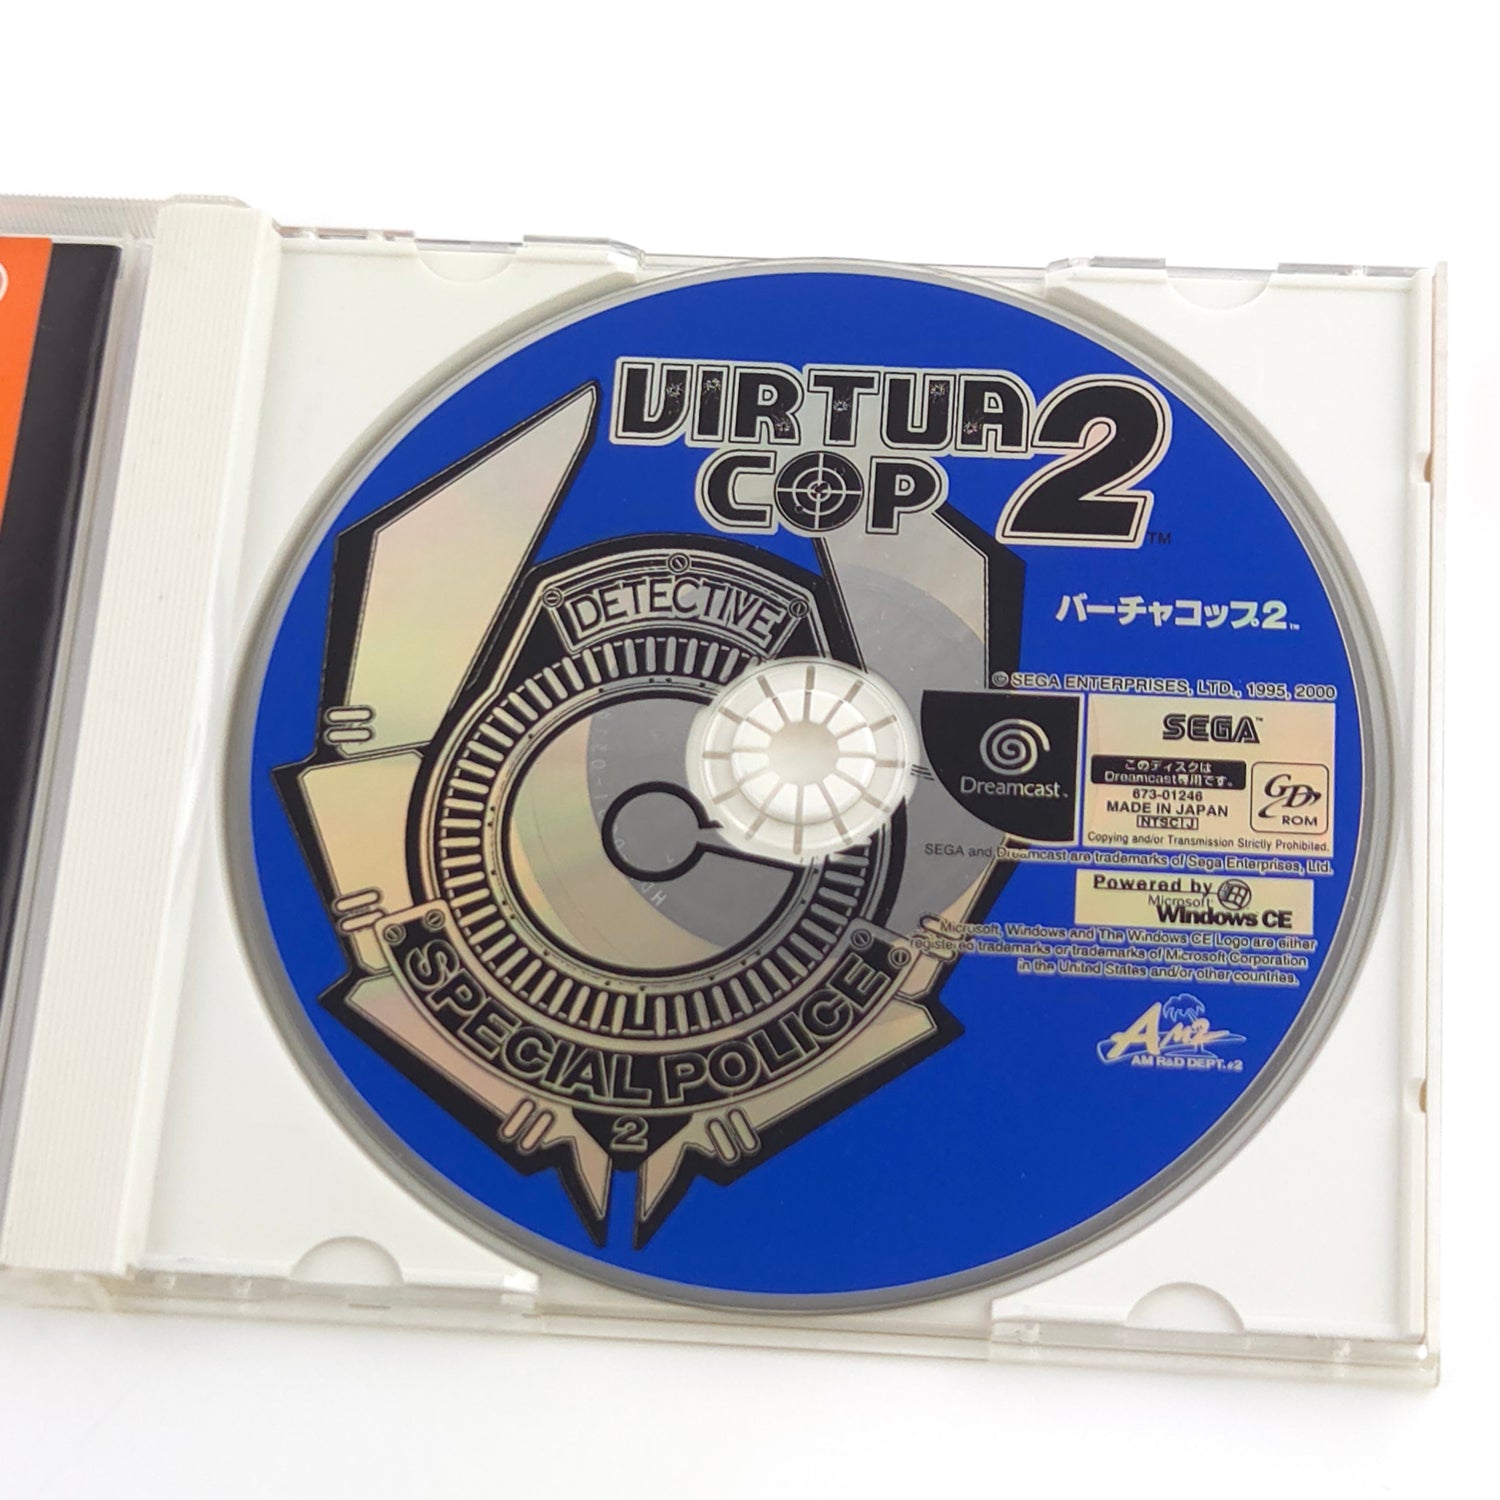 VIRTUA
COP 2™
バーチャコップ2™
DETECTIVE
SPECIAL POLICE
2
© SEGA ENTERPRISES, LTD., 1995, 2000
Dreamcast™
SEGA™
このディスクは
Dreamcast専用です。
673-01246
MADE IN JAPAN
NTSC J
GD
ROM
Copying and/or Transmission Strictly Prohibited.
SEGA and Dreamcast are trademarks of Sega Enterprises, Ltd.
Powered by
Microsoft
Windows CE
Microsoft, Windows and The Windows CE Logo are either
registered trademarks or trademarks of Microsoft Corporation
in the United States and/or other countries.
AM2
AM R&D DEPT.#2